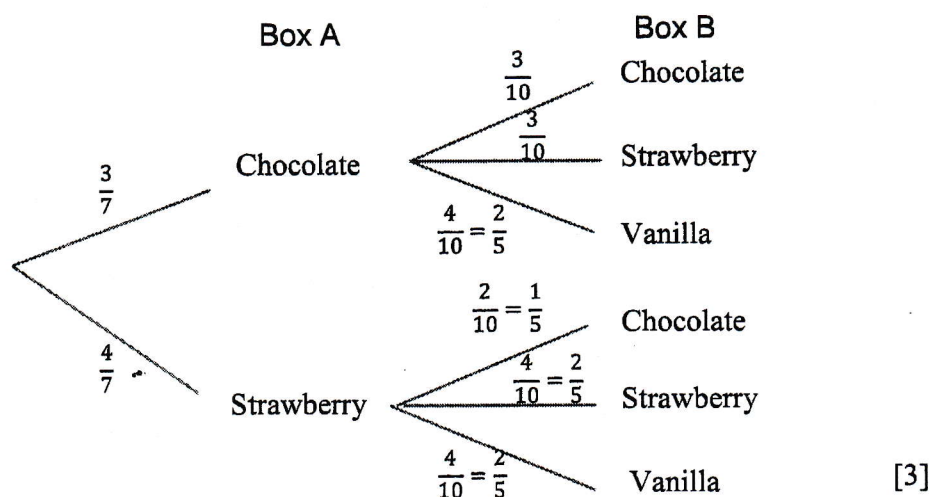 Box A
Box B
3/10
Chocolate
3/10
Strawberry
Chocolate
3/7
4/10 = 2/5
Vanilla
2/10 = 1/5
Chocolate
4/7
4/10 = 2/5
Strawberry
Strawberry
4/10 = 2/5
Vanilla
[3]